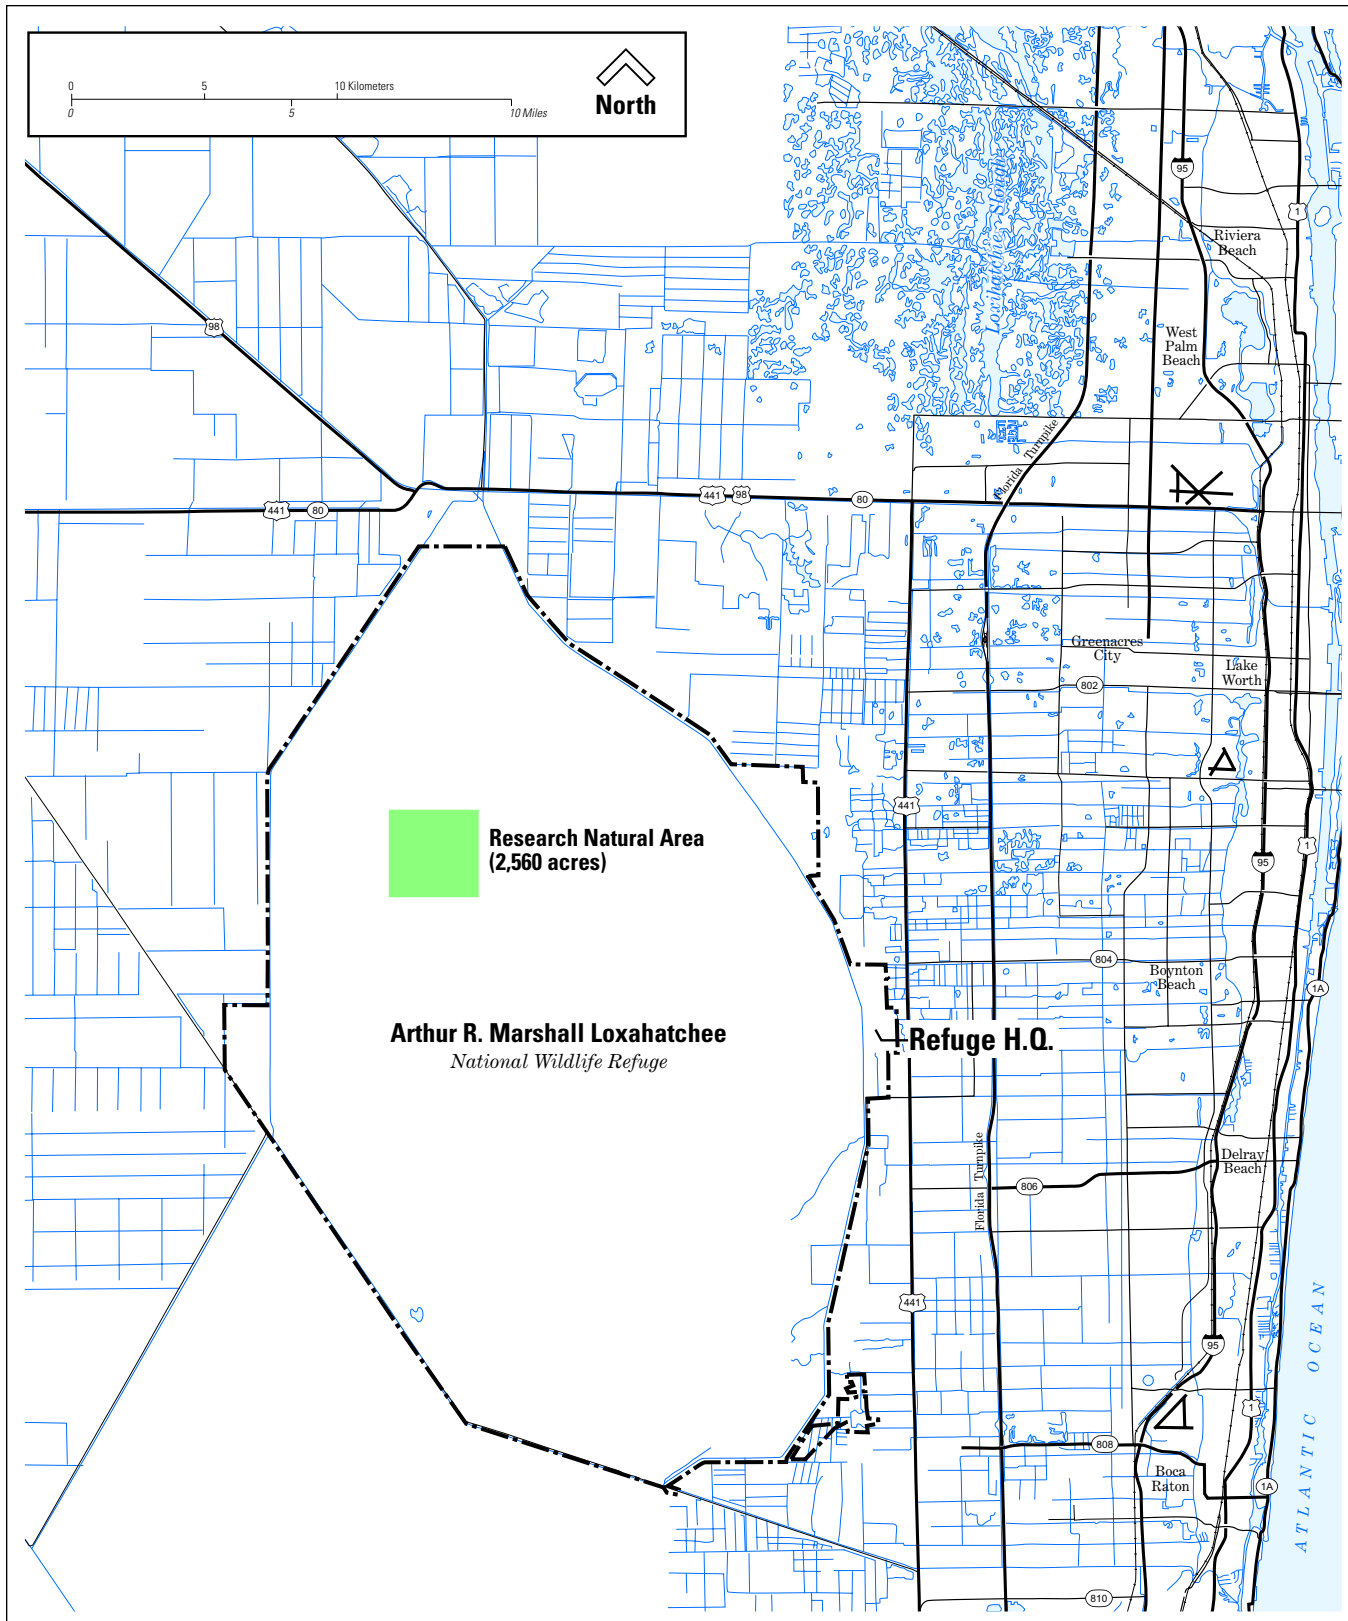 0 5 10 Kilometers
0 5 10 Miles
North
95
1
Loxihatchie Slough
Riviera
Beach
98
West
Palm
Beach
Florida Turnpike
441 98
80
441
80
Greenacres
City
Lake
Worth
802
441
Research Natural Area
(2,560 acres)
1
95
804
Boynton
Beach
1A
Arthur R. Marshall Loxahatchee
National Wildlife Refuge
Refuge H.Q.
Florida Turnpike
Delray
Beach
806
441
95
ATLANTIC OCEAN
1
808
Boca
Raton
1A
810